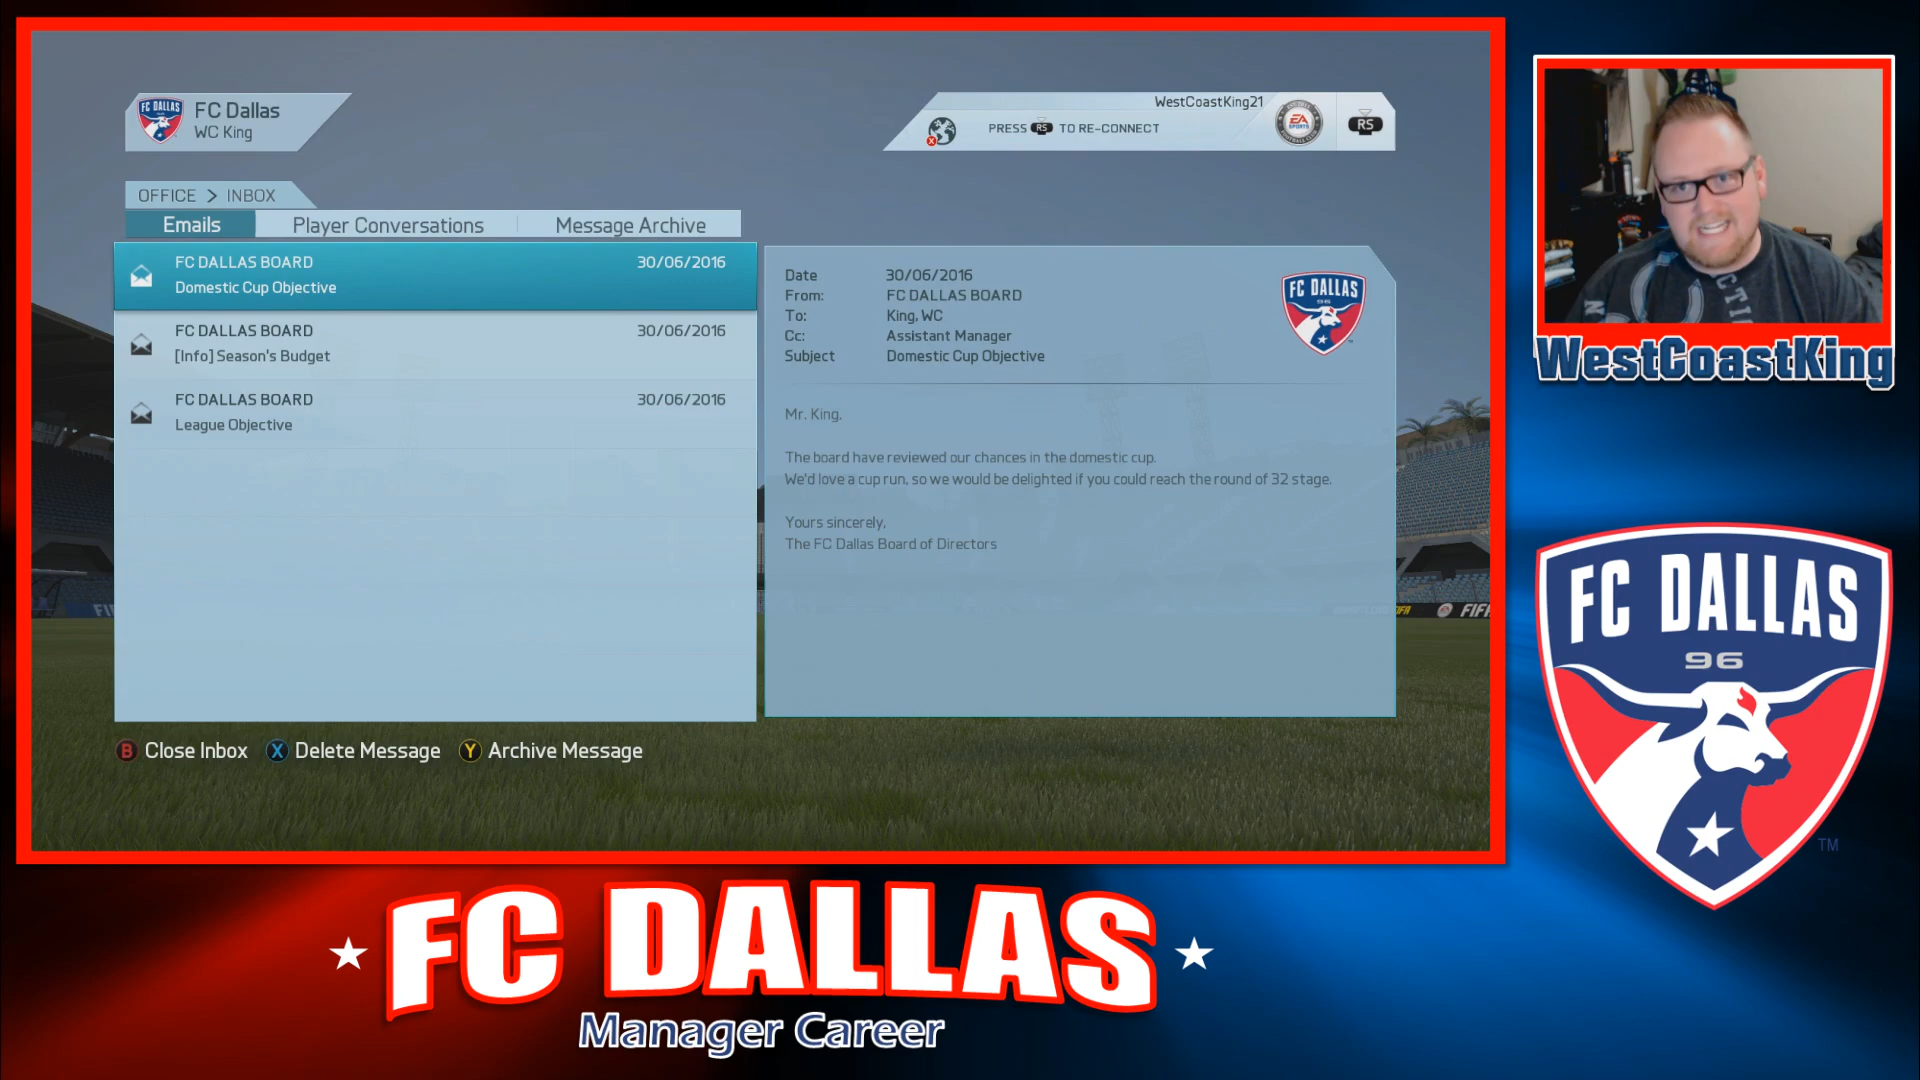 FC DALLAS
FC Dallas
WC King
WestCoastKing21
PRESS RS TO RE-CONNECT
EA
SPORTS
RS
OFFICE > INBOX
Emails
Player Conversations
Message Archive
FC DALLAS BOARD 30/06/2016
Domestic Cup Objective
FC DALLAS BOARD 30/06/2016
[Info] Season's Budget
FC DALLAS BOARD 30/06/2016
League Objective
Date 30/06/2016
From: FC DALLAS BOARD
To: King, WC
Cc: Assistant Manager
Subject Domestic Cup Objective
FC DALLAS
96
Mr. King,
The board have reviewed our chances in the domestic cup.
We'd love a cup run, so we would be delighted if you could reach the round of 32 stage.
Yours sincerely,
The FC Dallas Board of Directors
B Close Inbox X Delete Message Y Archive Message
WestCoastKing
FC DALLAS
96
TM
FC DALLAS
Manager Career